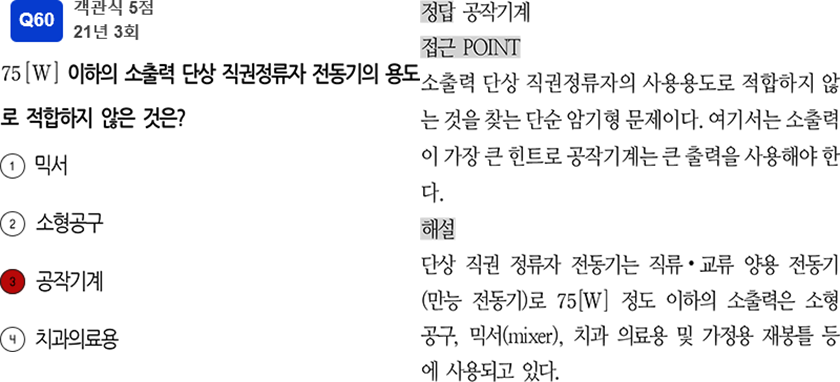 Q60
객관식 5점
21년 3회
75[W] 이하의 소출력 단상 직권정류자 전동기의 용도
로 적합하지 않은 것은?
① 믹서
② 소형공구
③ 공작기계
④ 치과의료용
정답 공작기계
접근 POINT
소출력 단상 직권정류자의 사용용도로 적합하지 않
는 것을 찾는 단순 암기형 문제이다. 여기서는 소출력
이 가장 큰 힌트로 공작기계는 큰 출력을 사용해야 한
다.
해설
단상 직권 정류자 전동기는 직류·교류 양용 전동기
(만능 전동기)로 75[W] 정도 이하의 소출력은 소형
공구, 믹서(mixer), 치과 의료용 및 가정용 재봉틀 등
에 사용되고 있다.